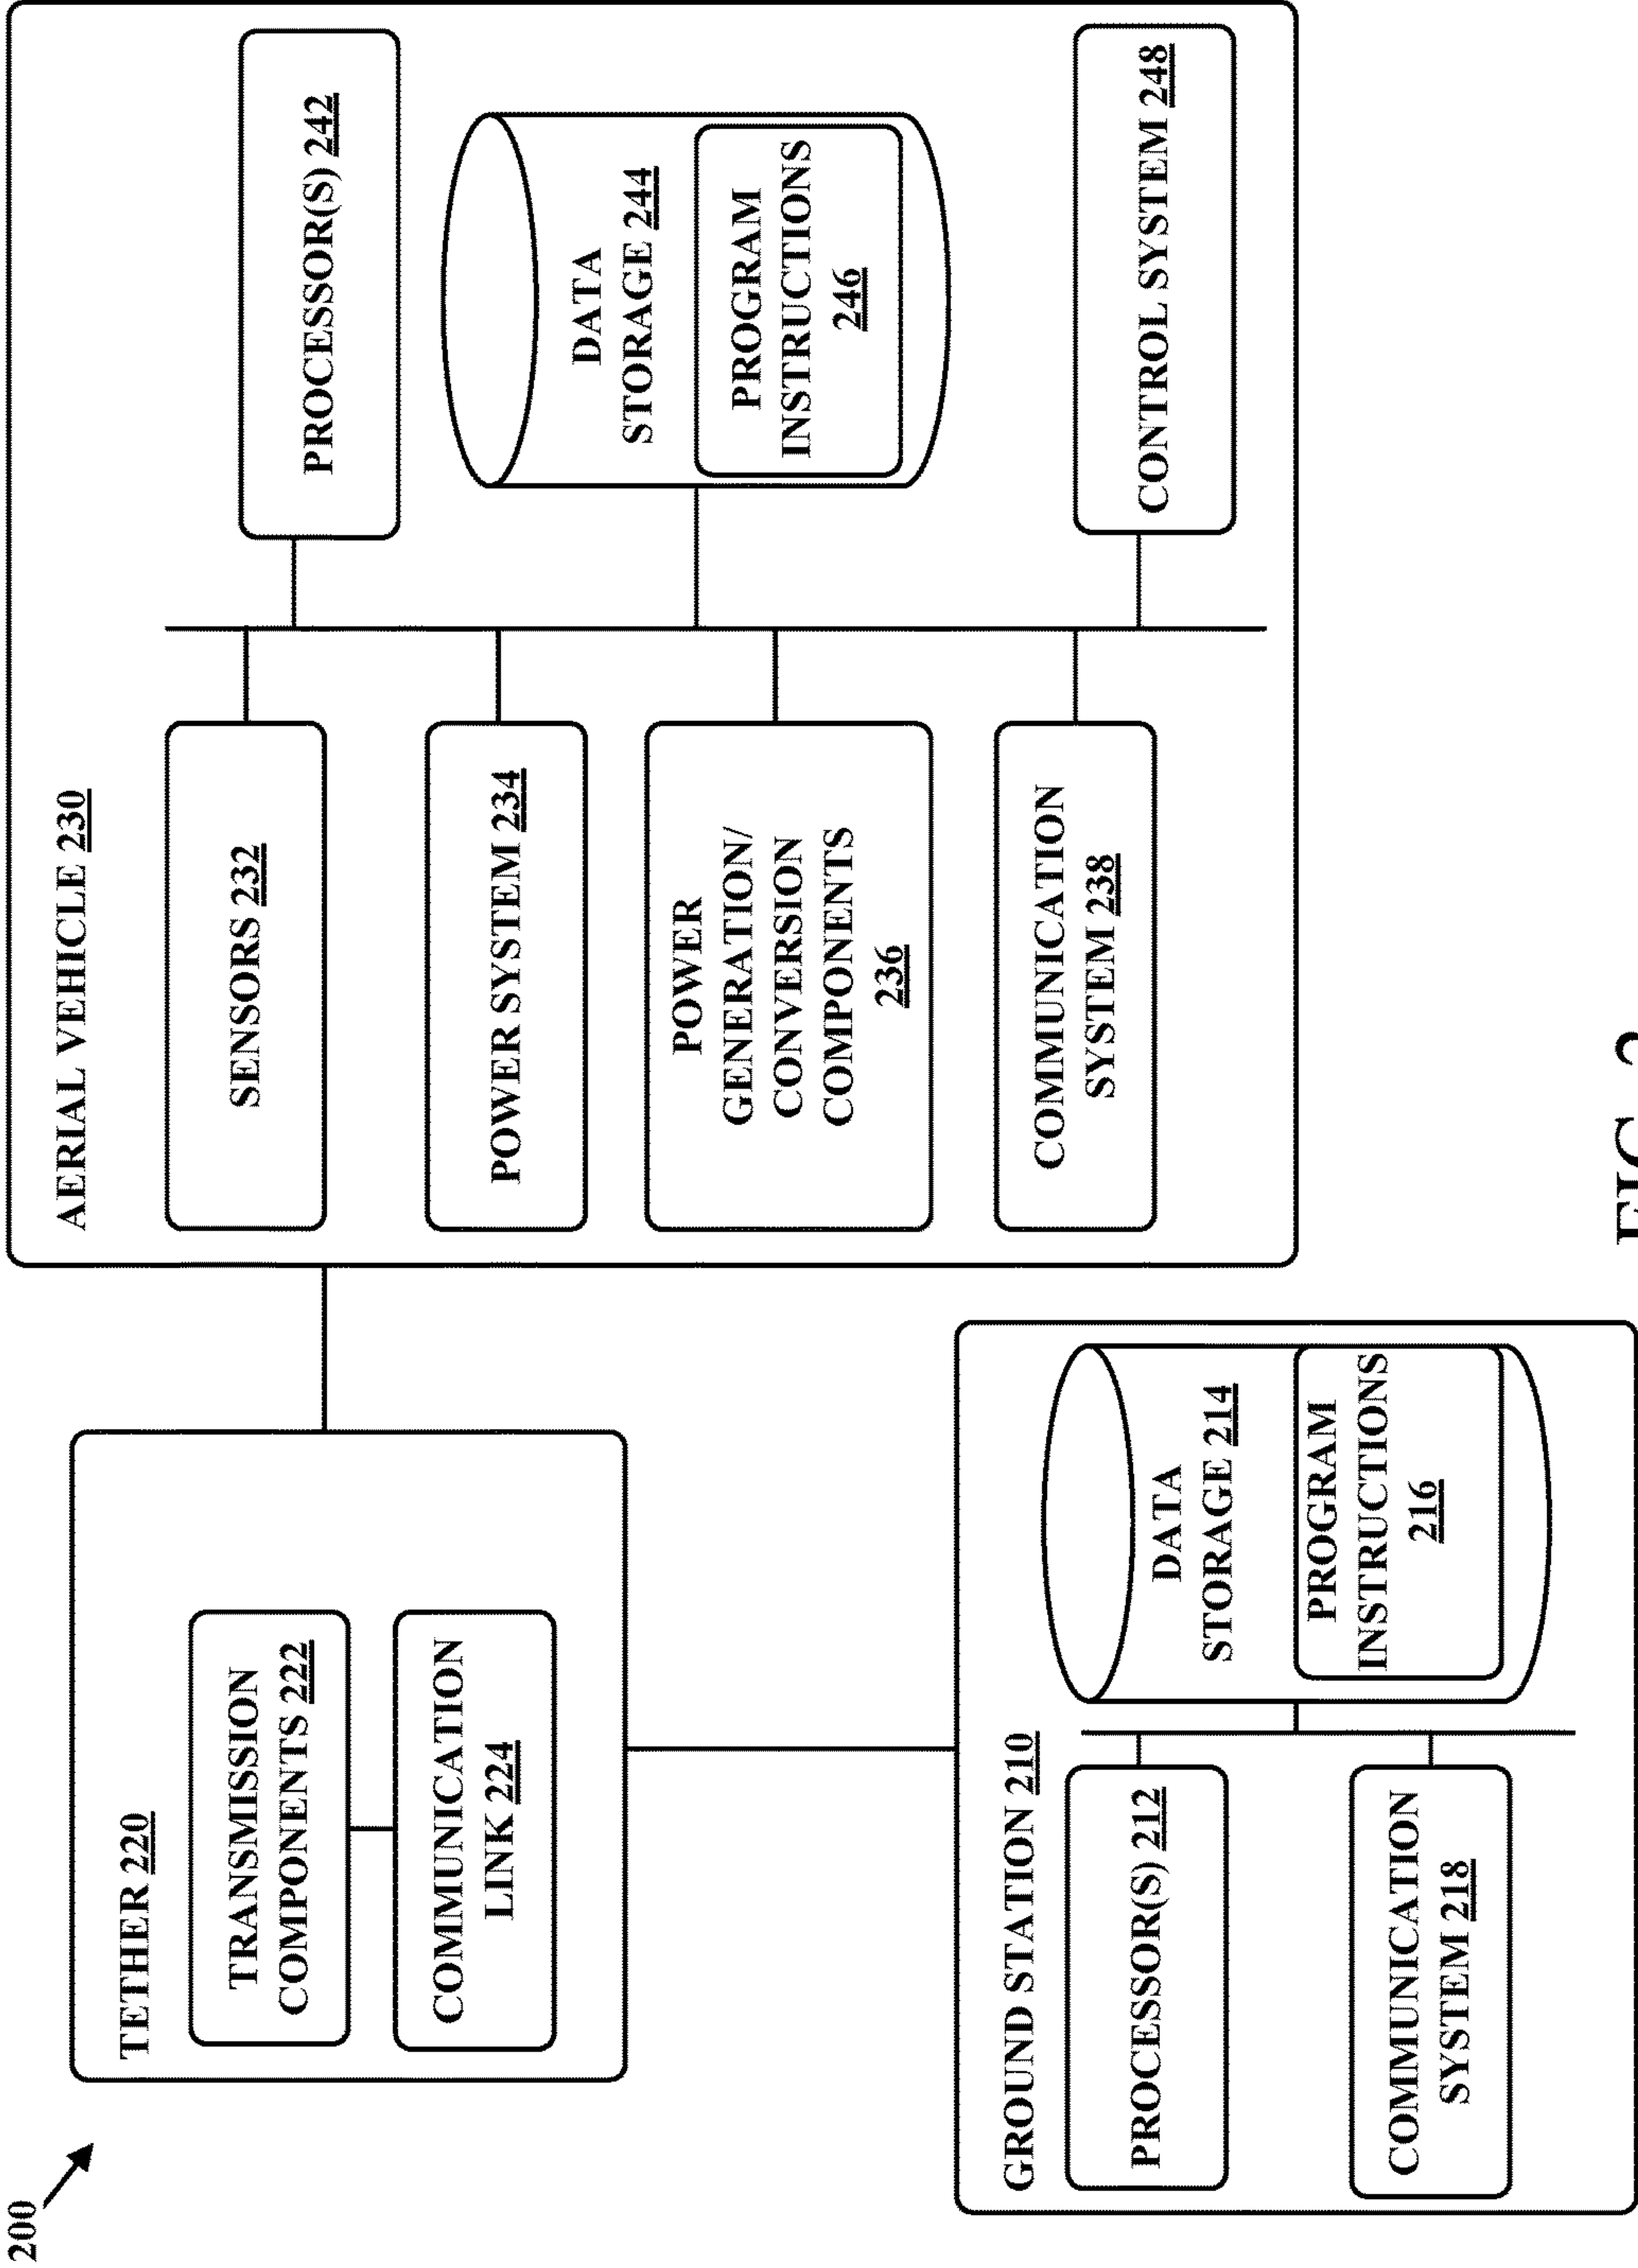 200
TETHER 220
TRANSMISSION
COMPONENTS 222
COMMUNICATION
LINK 224
AERIAL VEHICLE 230
SENSORS 232
POWER SYSTEM 234
POWER
GENERATION/
CONVERSION
COMPONENTS
236
COMMUNICATION
SYSTEM 238
PROCESSOR(S) 242
DATA
STORAGE 244
PROGRAM
INSTRUCTIONS
246
CONTROL SYSTEM 248
GROUND STATION 210
PROCESSOR(S) 212
COMMUNICATION
SYSTEM 218
DATA
STORAGE 214
PROGRAM
INSTRUCTIONS
216
FIG. 2